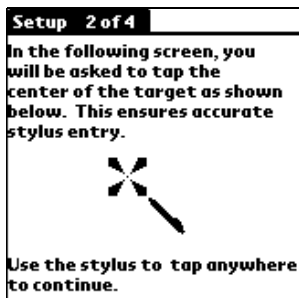 Setup 2 of 4
In the following screen, you
will be asked to tap the
center of the target as shown
below. This ensures accurate
stylus entry.
Use the stylus to tap anywhere
to continue.